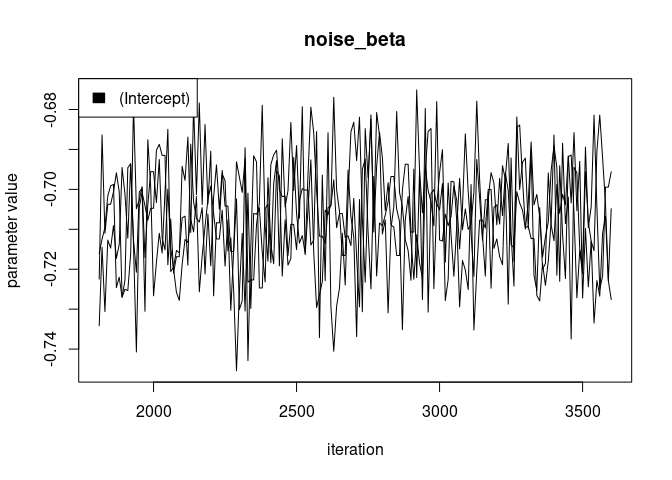 noise_beta
(Intercept)
parameter value
-0.68
-0.70
-0.72
-0.74
2000 2500 3000 3500
iteration